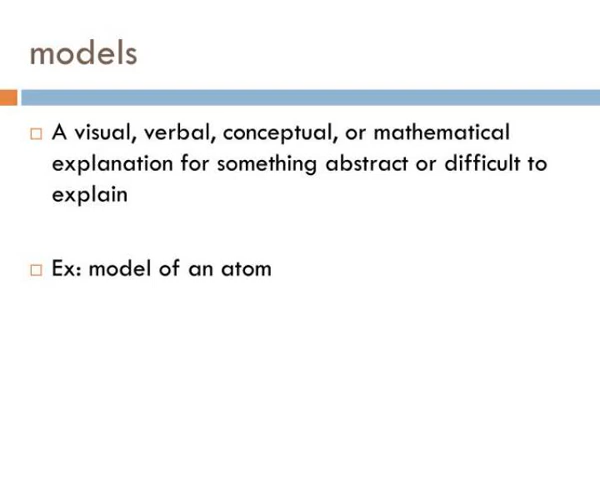 models
A visual, verbal, conceptual, or mathematical
explanation for something abstract or difficult to
explain
Ex: model of an atom